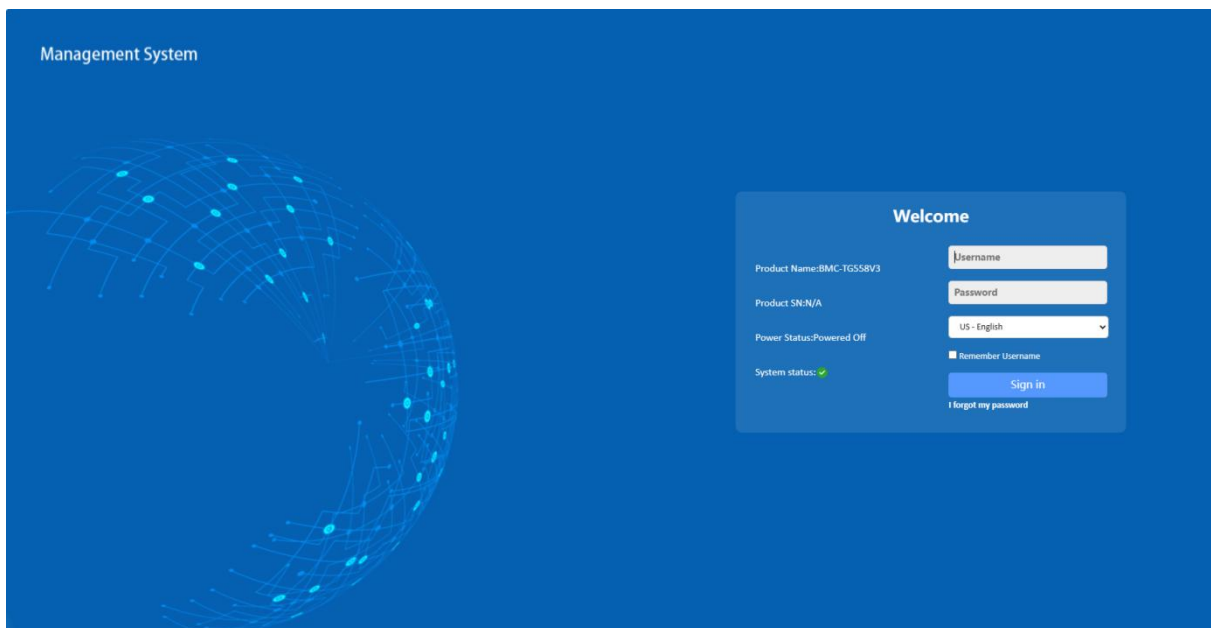 Management System
Welcome
Product Name:BMC-TGS58V3
Product SN:N/A
Power Status:Powered Off
System status:
Username
Password
US - English
Remember Username
Sign in
I forgot my password